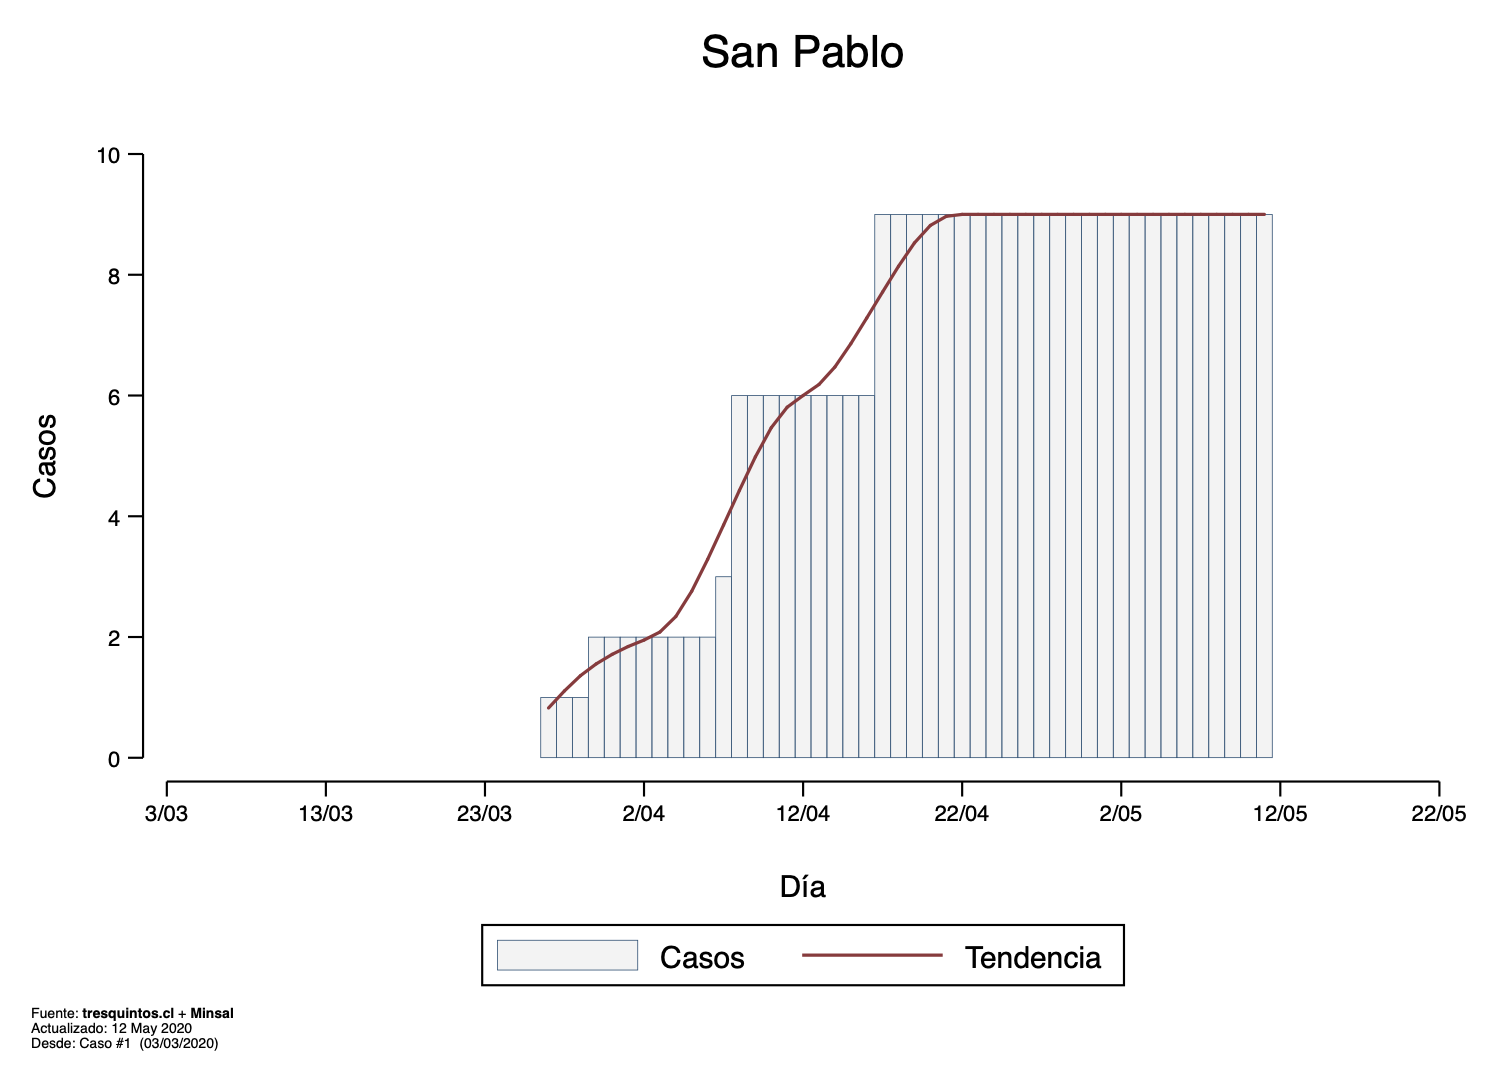 San Pablo
10
8
6
4
2
0
Casos
3/03 13/03 23/03 2/04 12/04 22/04 2/05 12/05 22/05
Día
Casos Tendencia
Fuente: tresquintos.cl + Minsal
Actualizado: 12 May 2020
Desde: Caso #1 (03/03/2020)